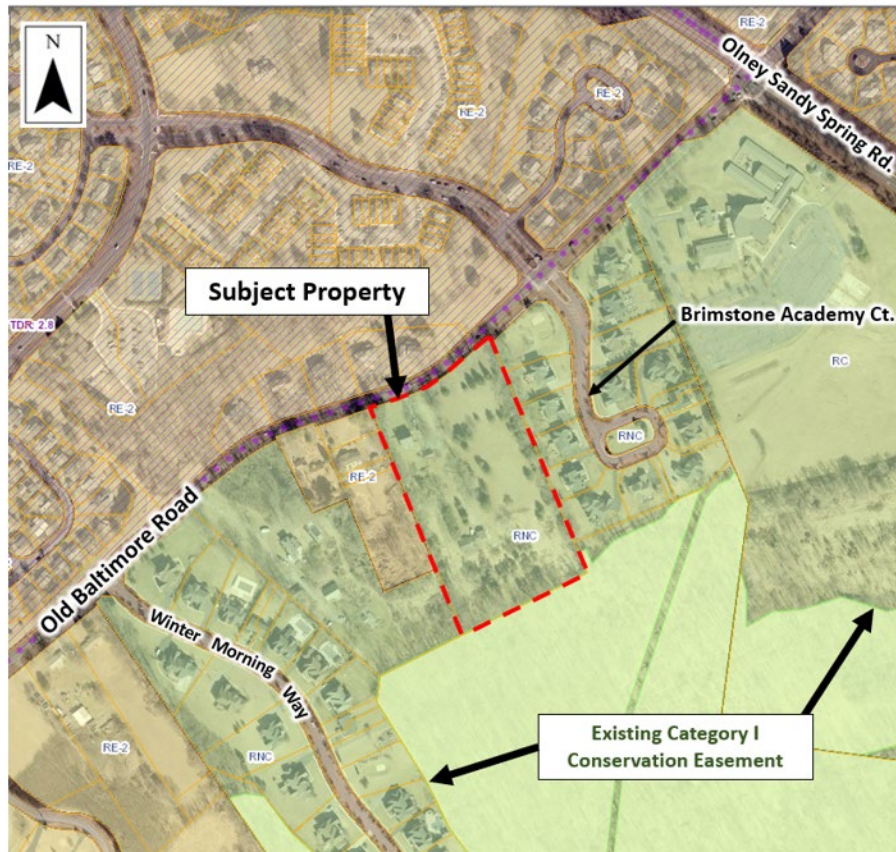 N
RE-2
Olney Sandy Spring Rd.
RE-2
RE-2
RE-2
Subject Property
TDR: 2.8
Brimstone Academy Ct.
RC
RE-2
RNC
RE-2
RNC
Old Baltimore Road
Winter Morning Way
Existing Category I
Conservation Easement
RE-2
RNC